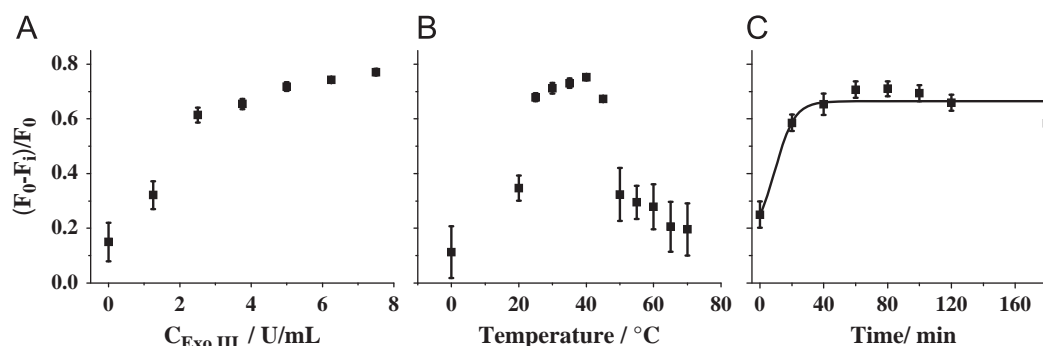 A
B
C
0.8
0.6
0.4
0.2
0.0
(F0-Fi)/F0
0 2 4 6 8
0 20 40 60 80
0 40 80 120 160
CExo III / U/mL
Temperature / °C
Time/ min